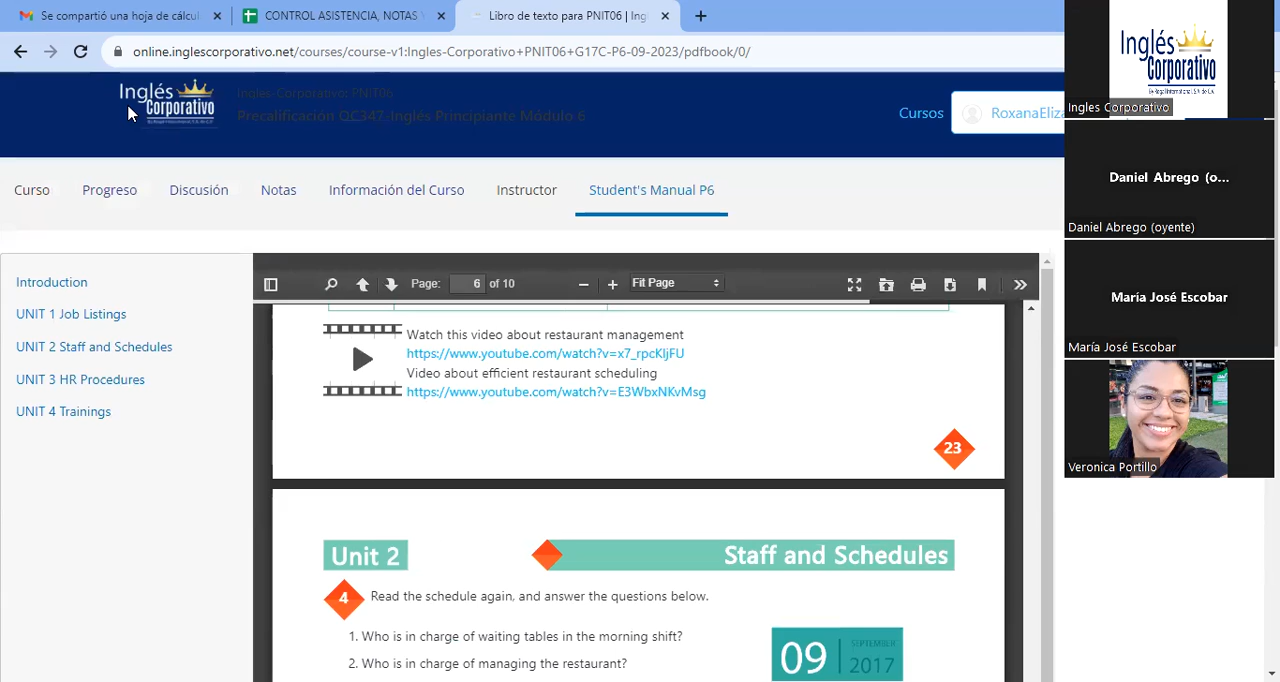 Se compartió una hoja de cálcu
CONTROL ASISTENCIA, NOTAS Y
Libro de texto para PNIT06 | Ing
online.inglescorporativo.net/courses/course-v1:Ingles-Corporativo+PNIT06+G17C-P6-09-2023/pdfbook/0/
Inglés
Corporativo
Ingles-Corporativo: PNIT06
Precalificación QC347-Inglés Principiante Módulo 6
Cursos
RoxanaEliza
Curso
Progreso
Discusión
Notas
Información del Curso
Instructor
Student's Manual P6
Introduction
UNIT 1 Job Listings
UNIT 2 Staff and Schedules
UNIT 3 HR Procedures
UNIT 4 Trainings
Page: 6 of 10
Fit Page
Watch this video about restaurant management
https://www.youtube.com/watch?v=x7_rpcKIjFU
Video on tips for restaurant scheduling
https://www.youtube.com/watch?v=E3WbxNKvMsg
23
Unit 2
Staff and Schedules
4 Read the schedule again, and answer the questions below.
1. Who is in charge of waiting tables in the morning shift?
2. Who is in charge of managing the restaurant?
09
SEPTEMBER
2017
Inglés
Corporativo
Ingles Corporativo
Daniel Abrego (o...
Daniel Abrego (oyente)
María José Escobar
María José Escobar
Veronica Portillo